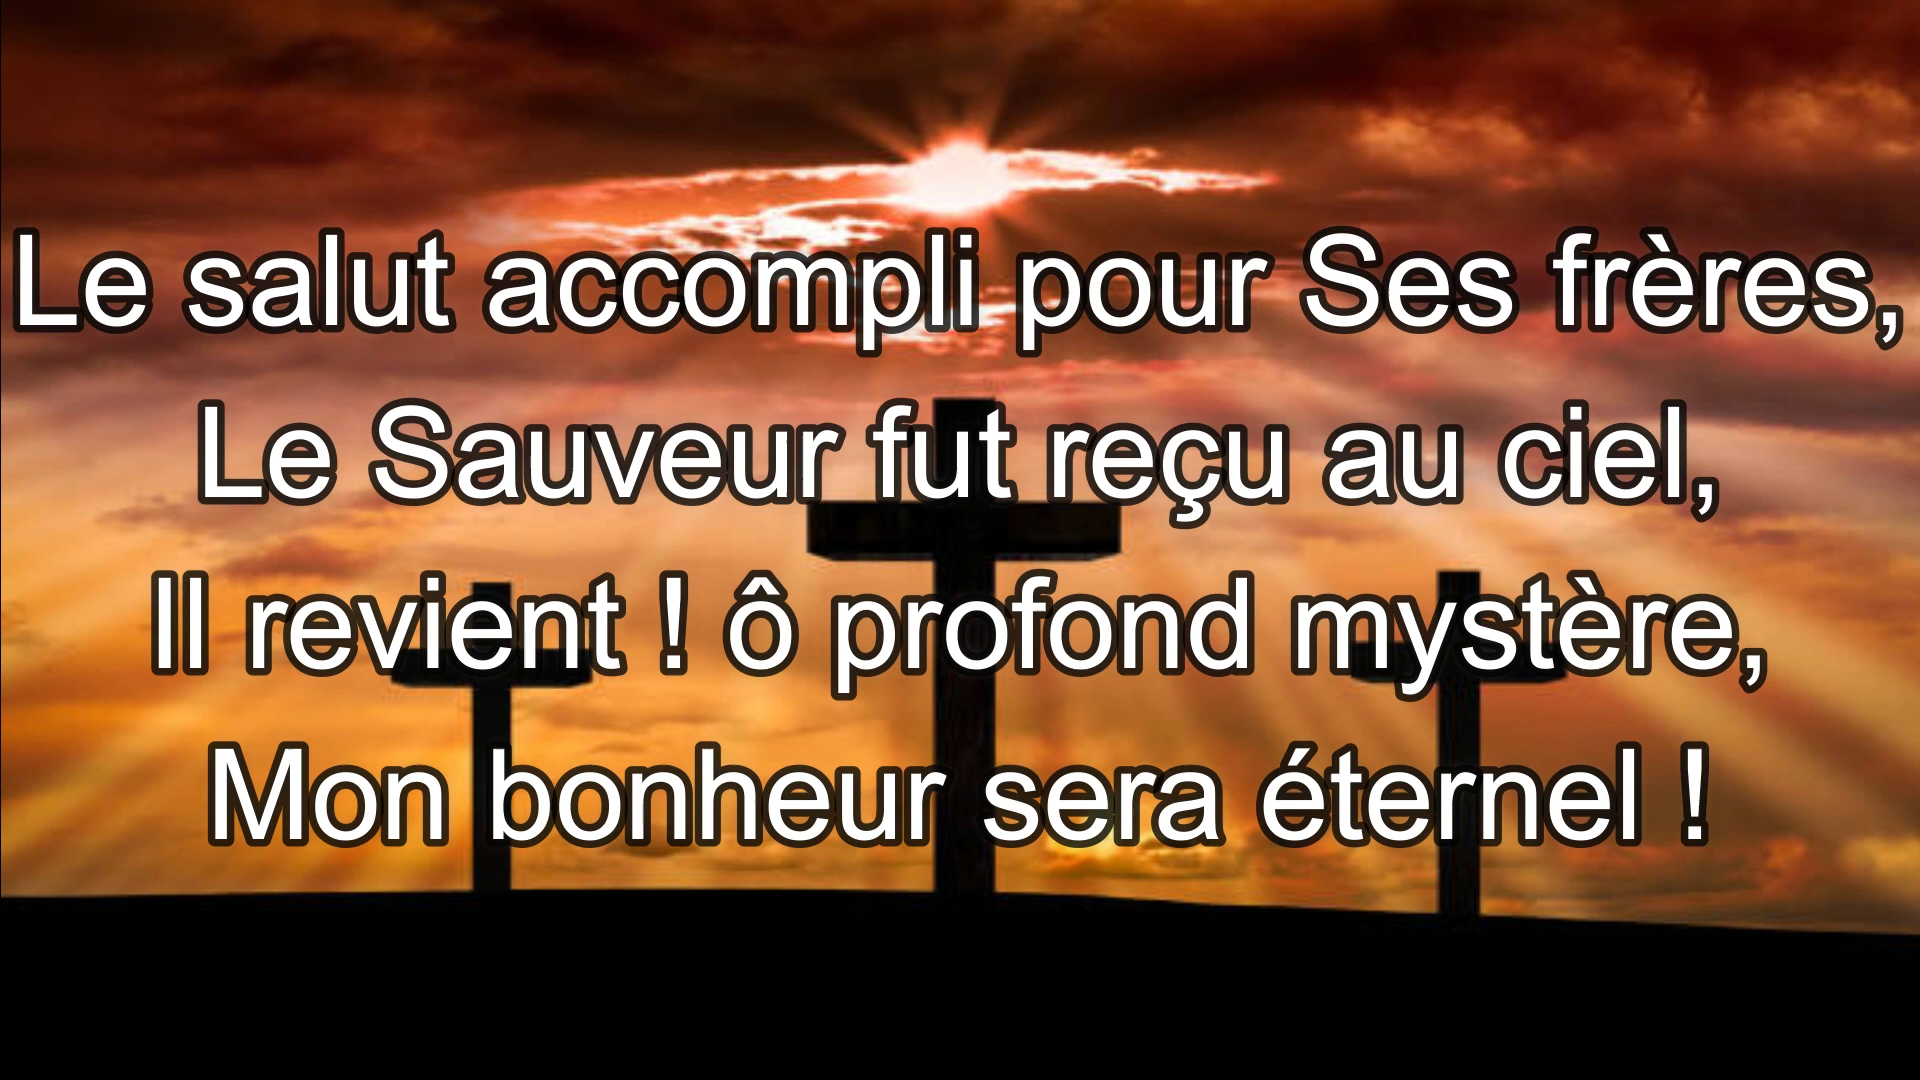 Le salut accompli pour Ses frères,
Le Sauveur fut reçu au ciel,
Il revient ! ô profond mystère,
Mon bonheur sera éternel !